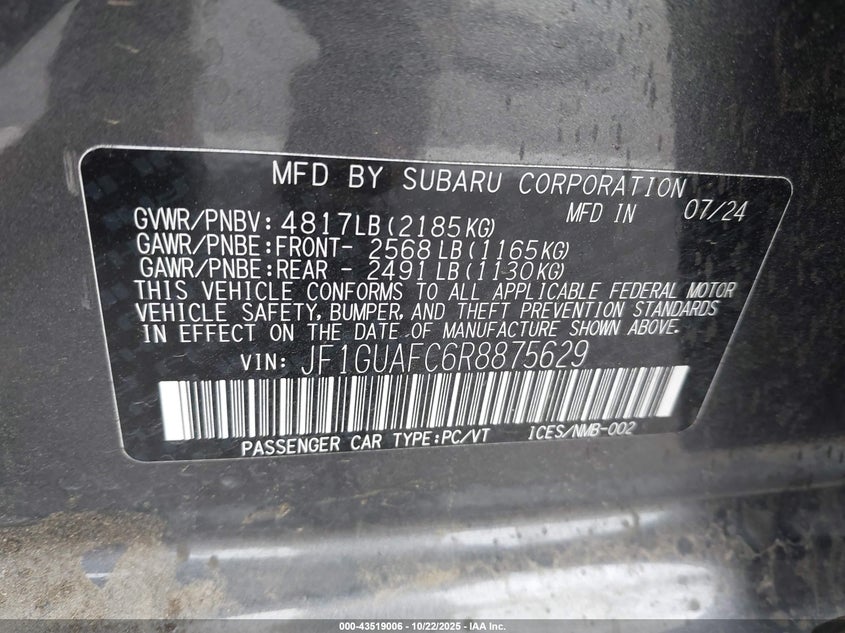 MFD BY SUBARU CORPORATION
MFD IN 07/24
GVWR/PNBV: 4817LB(2185KG)
GAWR/PNBE:FRONT- 2568LB(1165KG)
GAWR/PNBE:REAR - 2491LB(1130KG)
THIS VEHICLE CONFORMS TO ALL APPLICABLE FEDERAL MOTOR
VEHICLE SAFETY, BUMPER, AND THEFT PREVENTION STANDARDS
IN EFFECT ON THE DATE OF MANUFACTURE SHOWN ABOVE.
VIN: JF1GUAFC6R8875629
PASSENGER CAR TYPE:PC/VT ICES/NMB-002
000-43519006 - 10/22/2025 - IAA Inc.